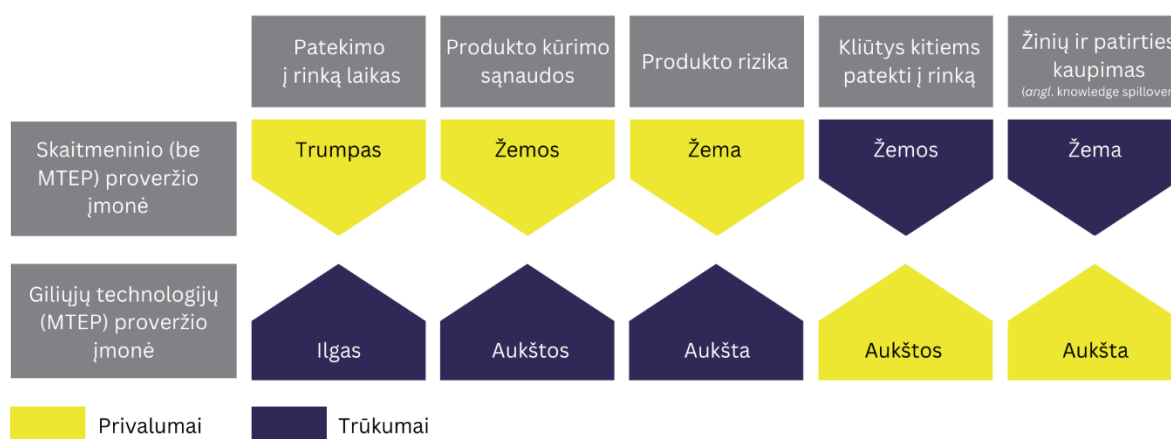 Patekimo
į rinką laikas
Produkto kūrimo
sąnaudos
Produkto rizika
Kliūtys kitiems
patekti į rinką
Žinių ir patirties
kaupimas
(angl. knowledge spillover
Skaitmeninio (be
MTEP) proveržio
įmonė
Trumpas
Žemos
Žema
Žemos
Žema
Giliųjų technologijų
(MTEP) proveržio
įmonė
Ilgas
Aukštos
Aukšta
Aukštos
Aukšta
Privalumai
Trūkumai